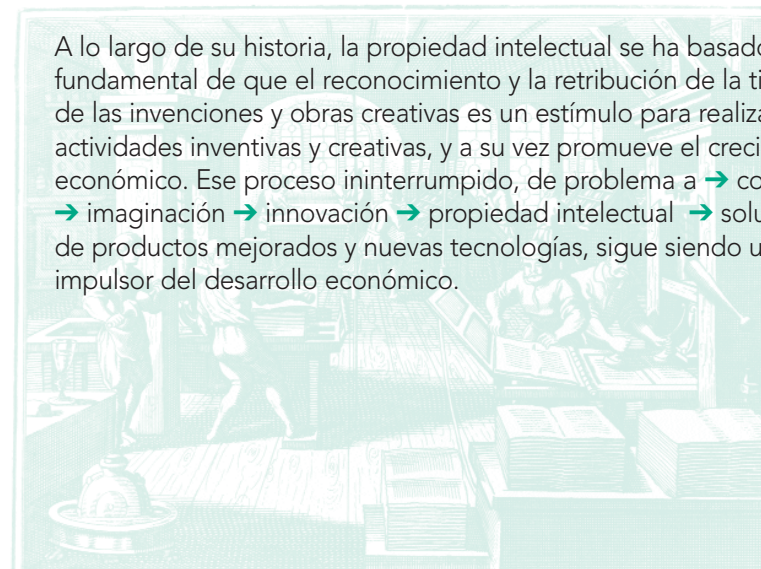 A lo largo de su historia, la propiedad intelectual se ha basado
fundamental de que el reconocimiento y la retribución de la
de las invenciones y obras creativas es un estímulo para
actividades inventivas y creativas, y a su vez promueve el
económico. Ese proceso ininterrumpido, de problema a →
→ imaginación → innovación → propiedad intelectual →
de productos mejorados y nuevas tecnologías, sigue siendo
impulsor del desarrollo económico.